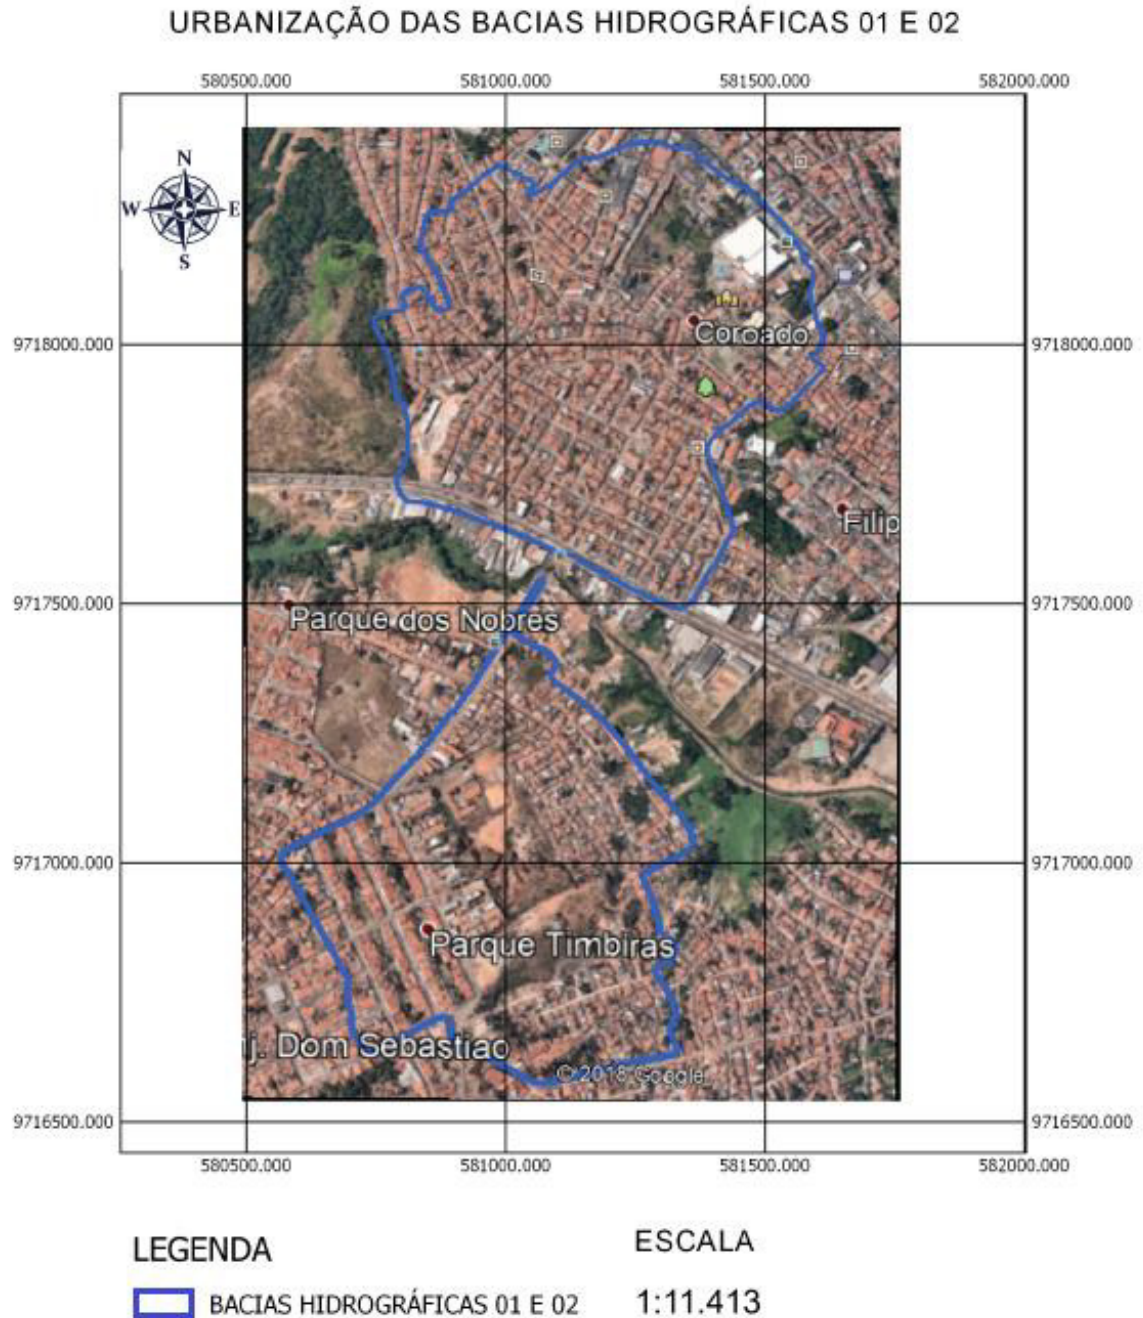 URBANIZAÇÃO DAS BACIAS HIDROGRÁFICAS 01 E 02
580500.000 581000.000 581500.000 582000.000
N
W E
S
Coroado
9718000.000 9718000.000
Filip
9717500.000 9717500.000
Parque dos Nobres
9717000.000 9717000.000
Parque Timbiras
j. Dom Sebastiao
© 2018 Google
9716500.000 9716500.000
580500.000 581000.000 581500.000 582000.000
LEGENDA
ESCALA
BACIAS HIDROGRÁFICAS 01 E 02
1:11.413